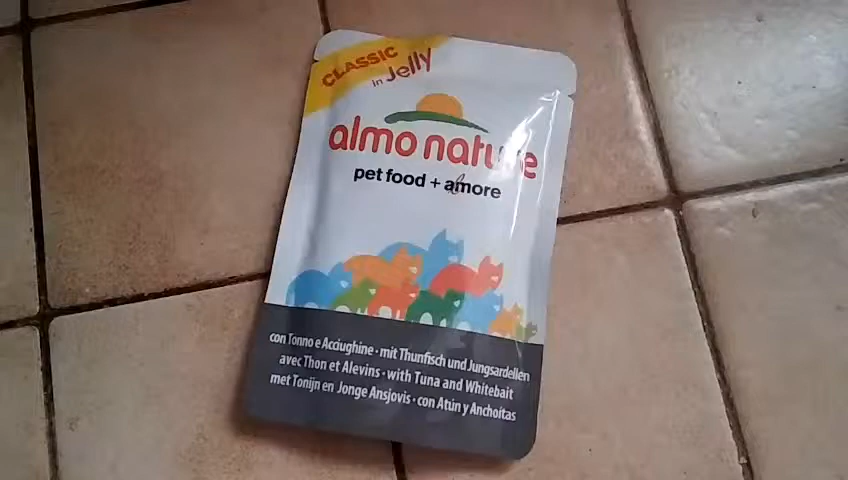 CLASSIC
in Jelly
almo nature
pet food + amore
con Tonno e Acciughine • mit Thunfisch und Jungsardellen
avec Thon et Alevins • with Tuna and Whitebait
met Tonijn en Jonge Ansjovis • con Atún y Anchoitas